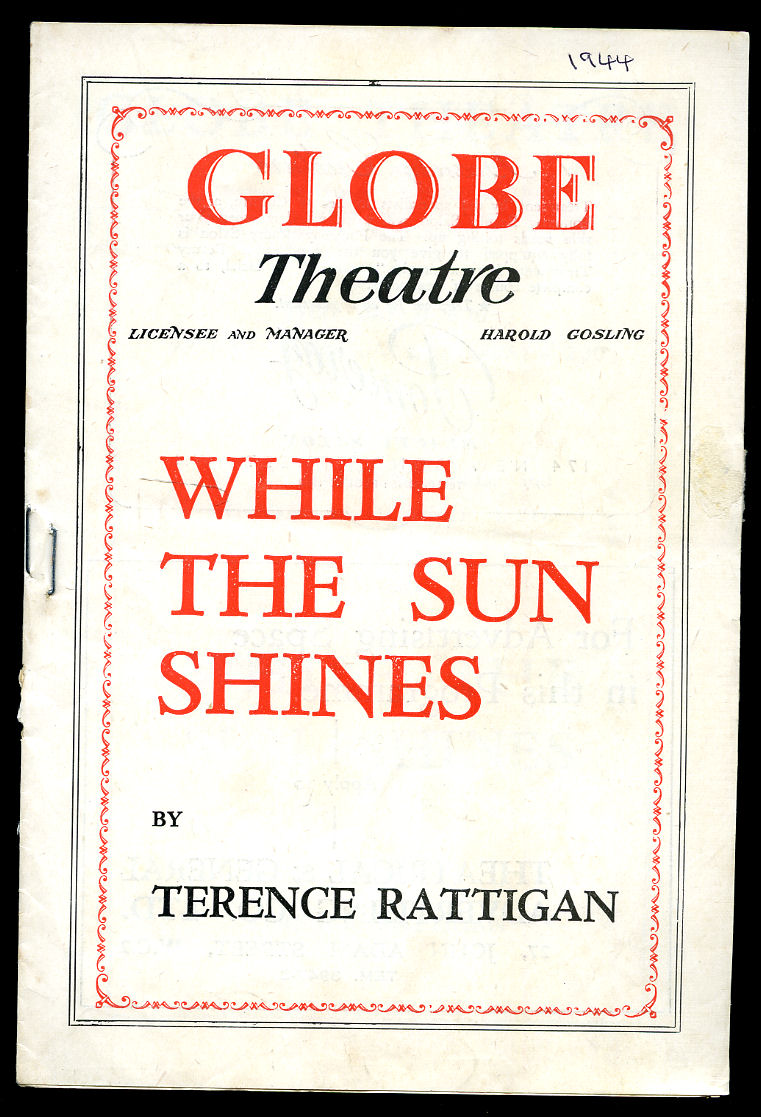 1944
GLOBE
Theatre
LICENSEE AND MANAGER HAROLD GOSLING
WHILE
THE SUN
SHINES
BY
TERENCE RATTIGAN